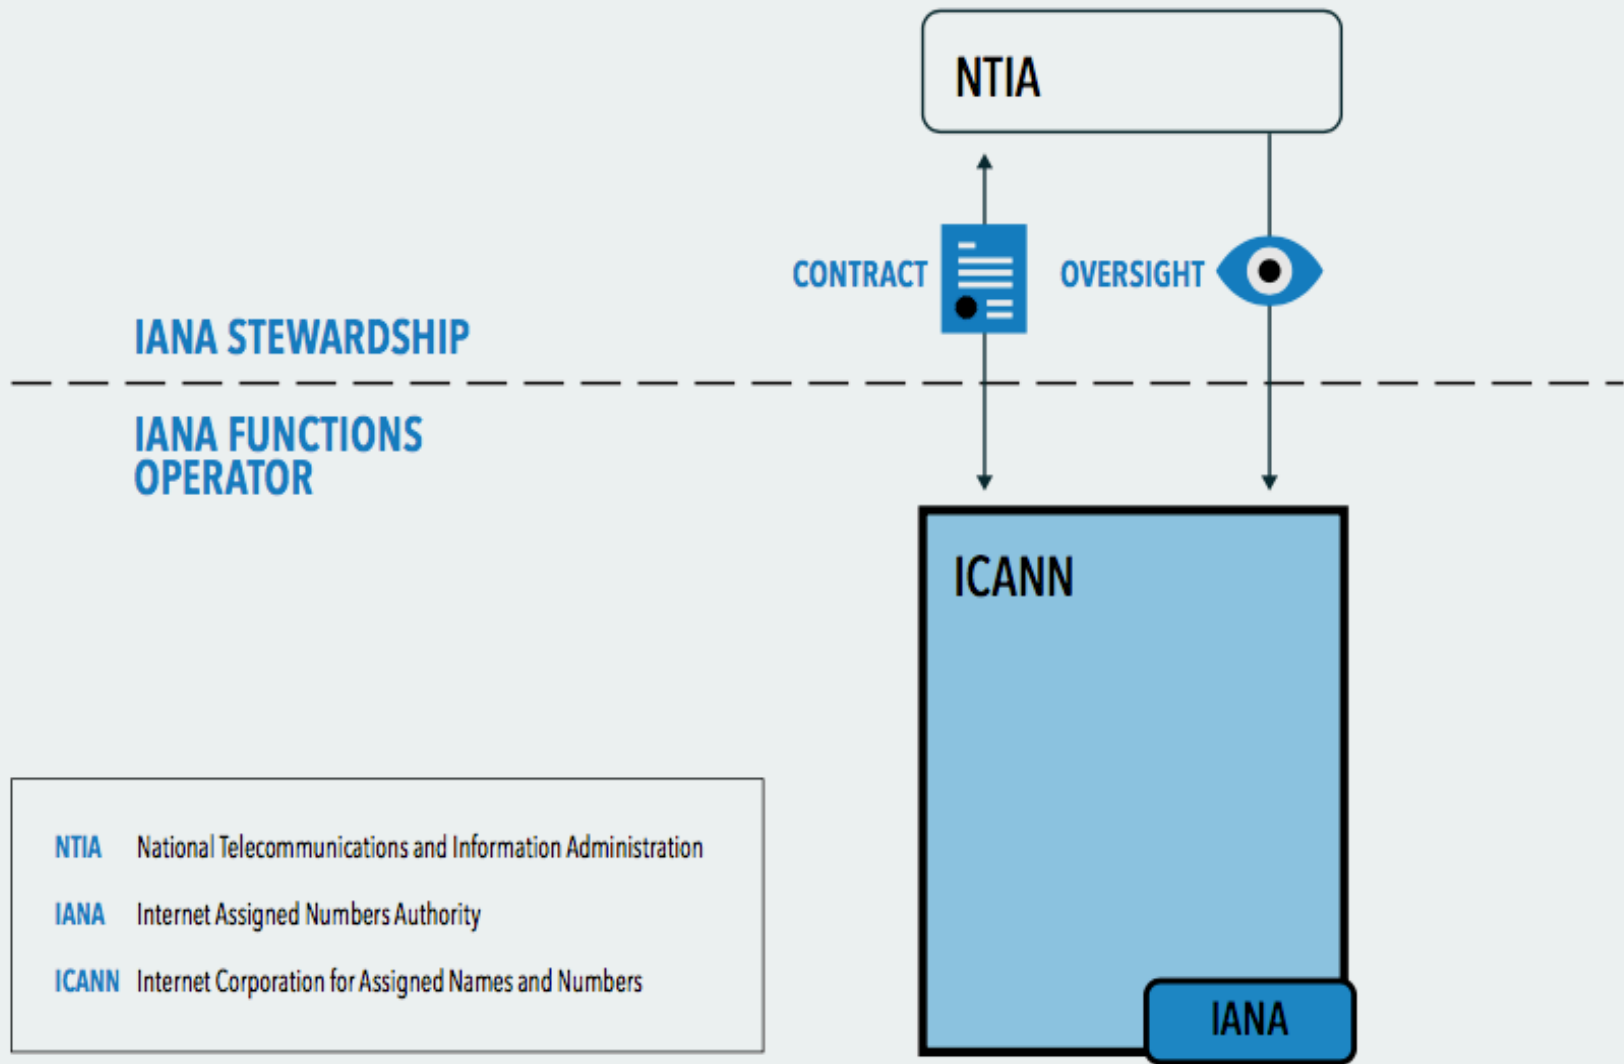 NTIA
CONTRACT
OVERSIGHT
IANA STEWARDSHIP
IANA FUNCTIONS
OPERATOR
ICANN
NTIA National Telecommunications and Information Administration
IANA Internet Assigned Numbers Authority
ICANN Internet Corporation for Assigned Names and Numbers
IANA